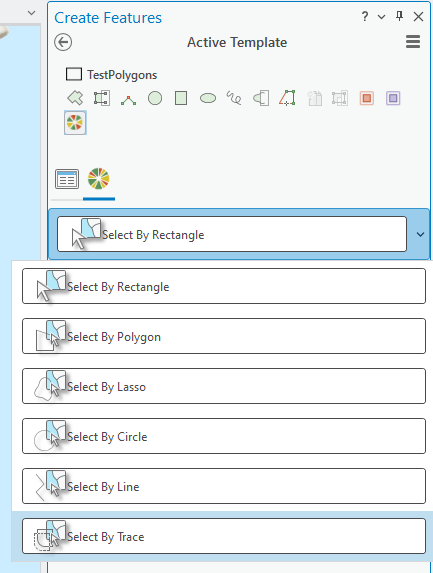 Create Features
?
Active Template
TestPolygons
Select By Rectangle
Select By Rectangle
Select By Polygon
Select By Lasso
Select By Circle
Select By Line
Select By Trace